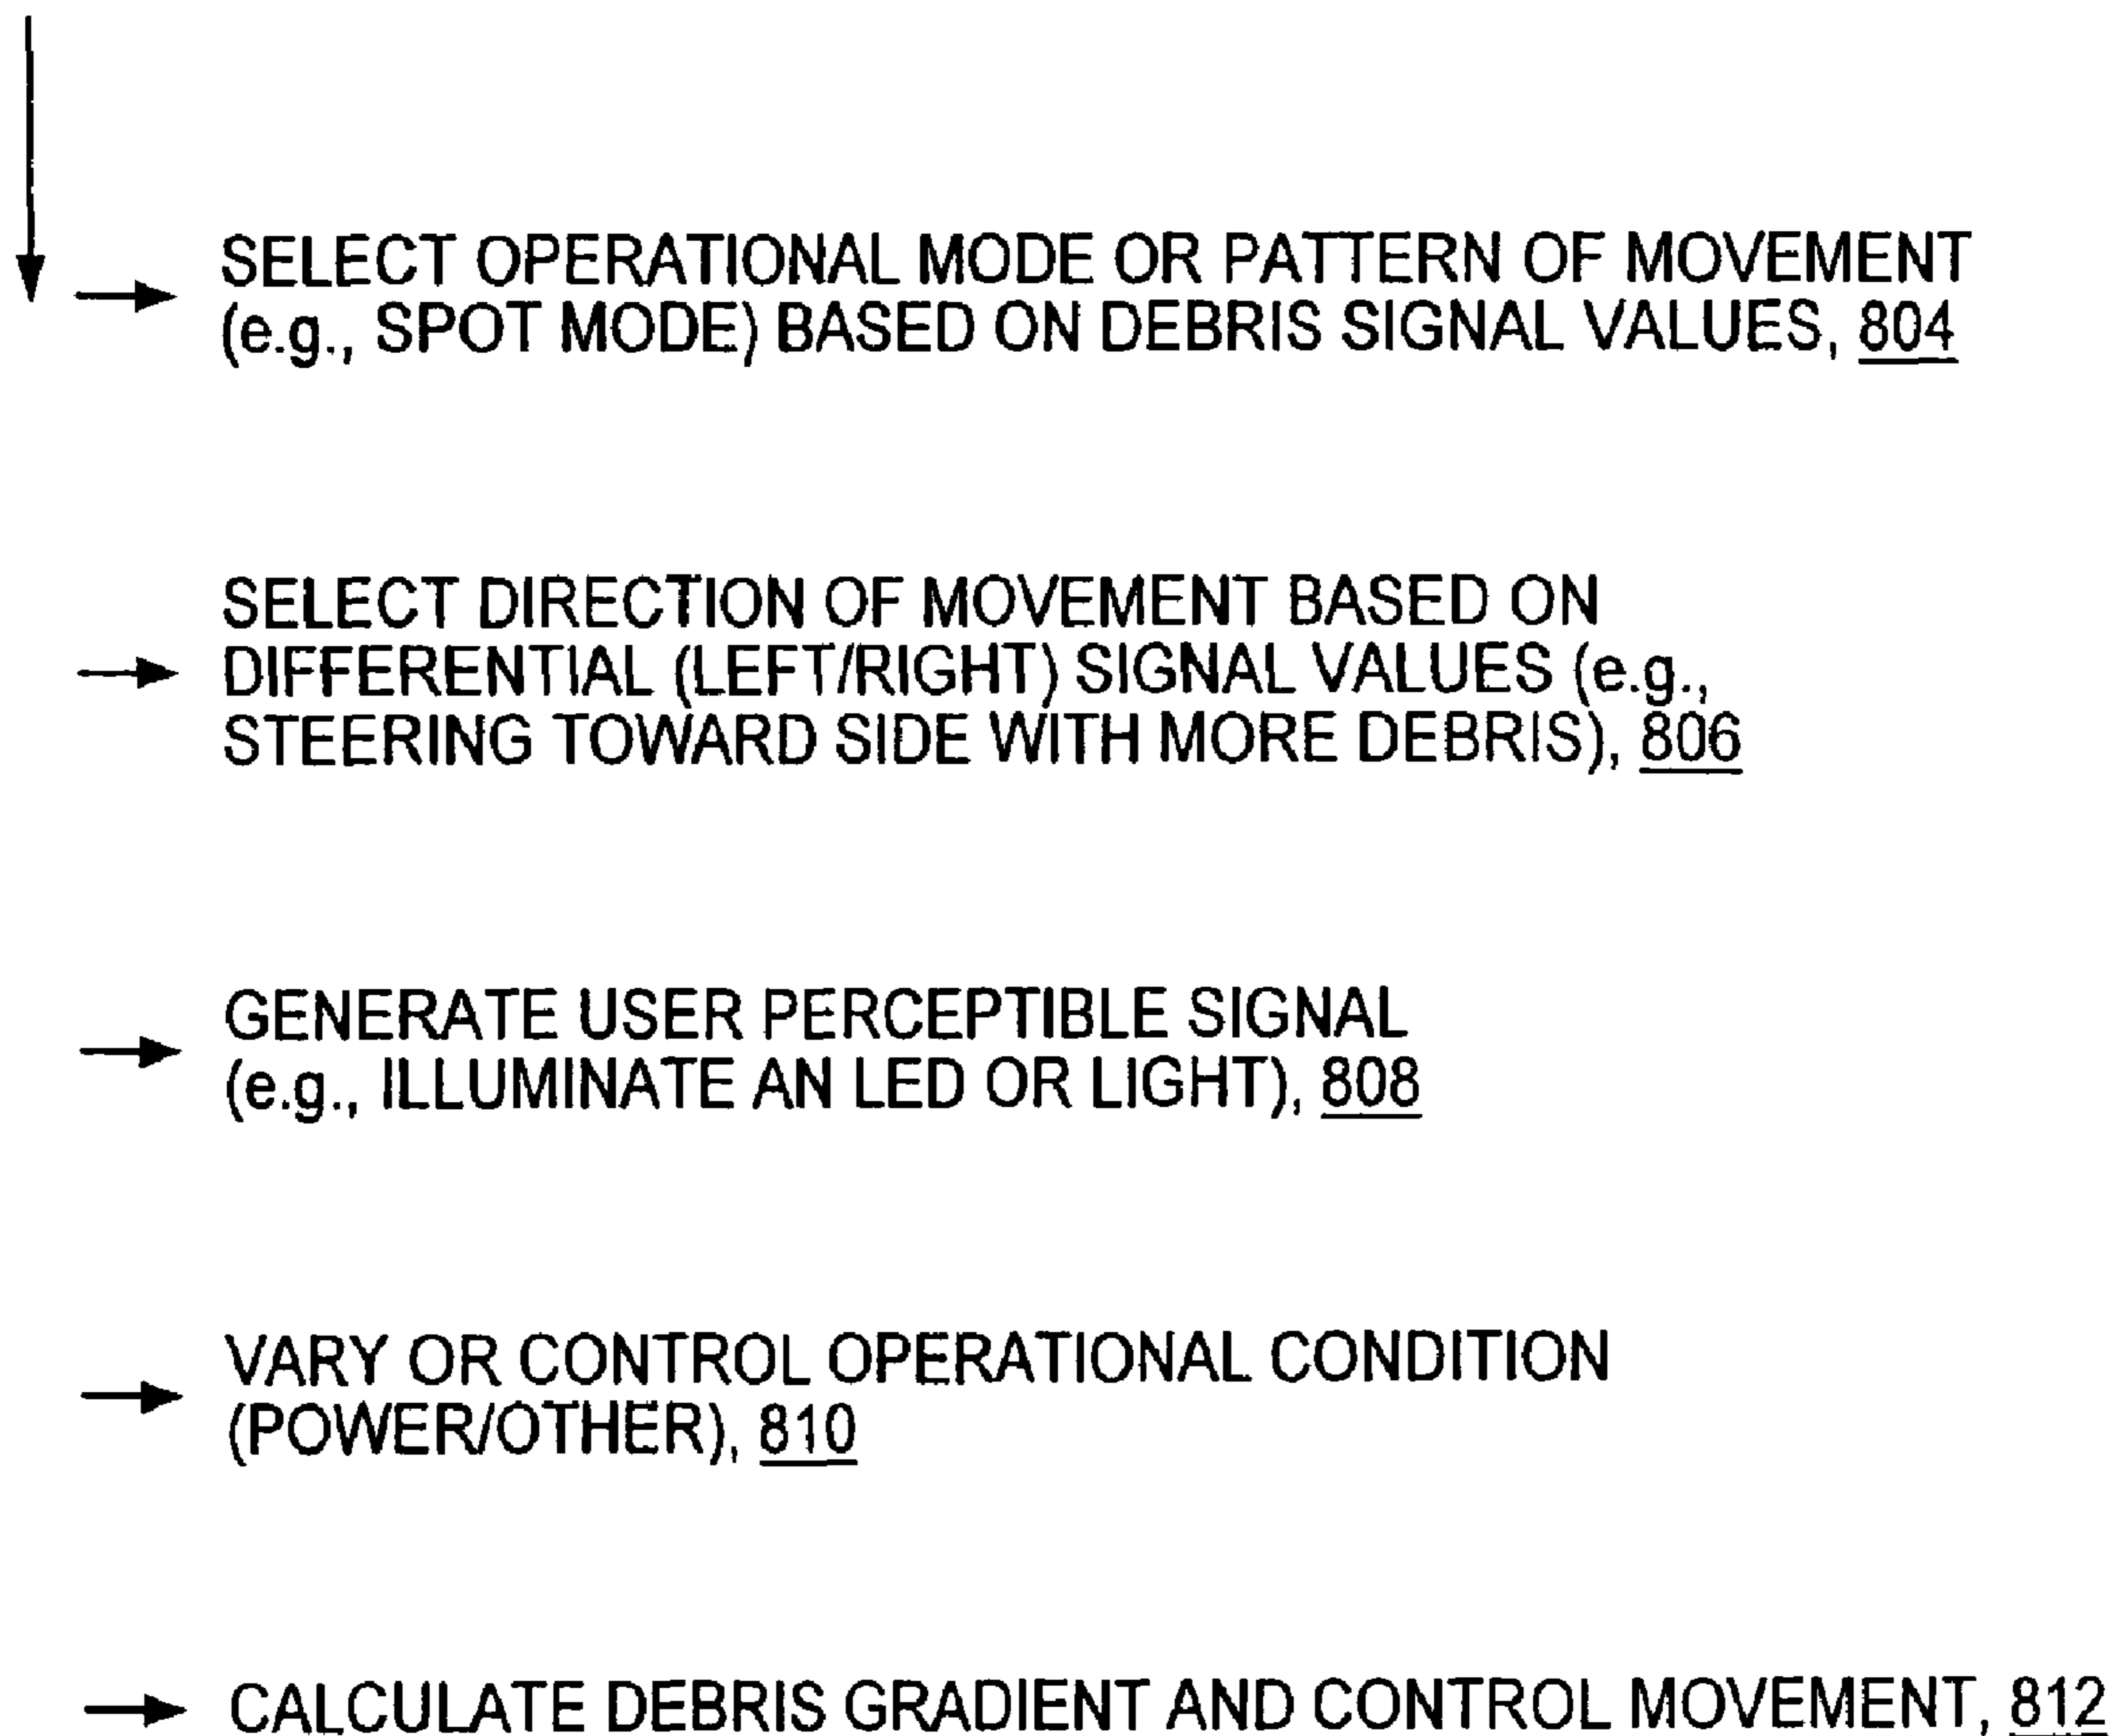 SELECT OPERATIONAL MODE OR PATTERN OF MOVEMENT
(e.g., SPOT MODE) BASED ON DEBRIS SIGNAL VALUES, 804
SELECT DIRECTION OF MOVEMENT BASED ON
DIFFERENTIAL (LEFT/RIGHT) SIGNAL VALUES (e.g.,
STEERING TOWARD SIDE WITH MORE DEBRIS), 806
GENERATE USER PERCEPTIBLE SIGNAL
(e.g., ILLUMINATE AN LED OR LIGHT), 808
VARY OR CONTROL OPERATIONAL CONDITION
(POWER/OTHER), 810
CALCULATE DEBRIS GRADIENT AND CONTROL MOVEMENT, 812